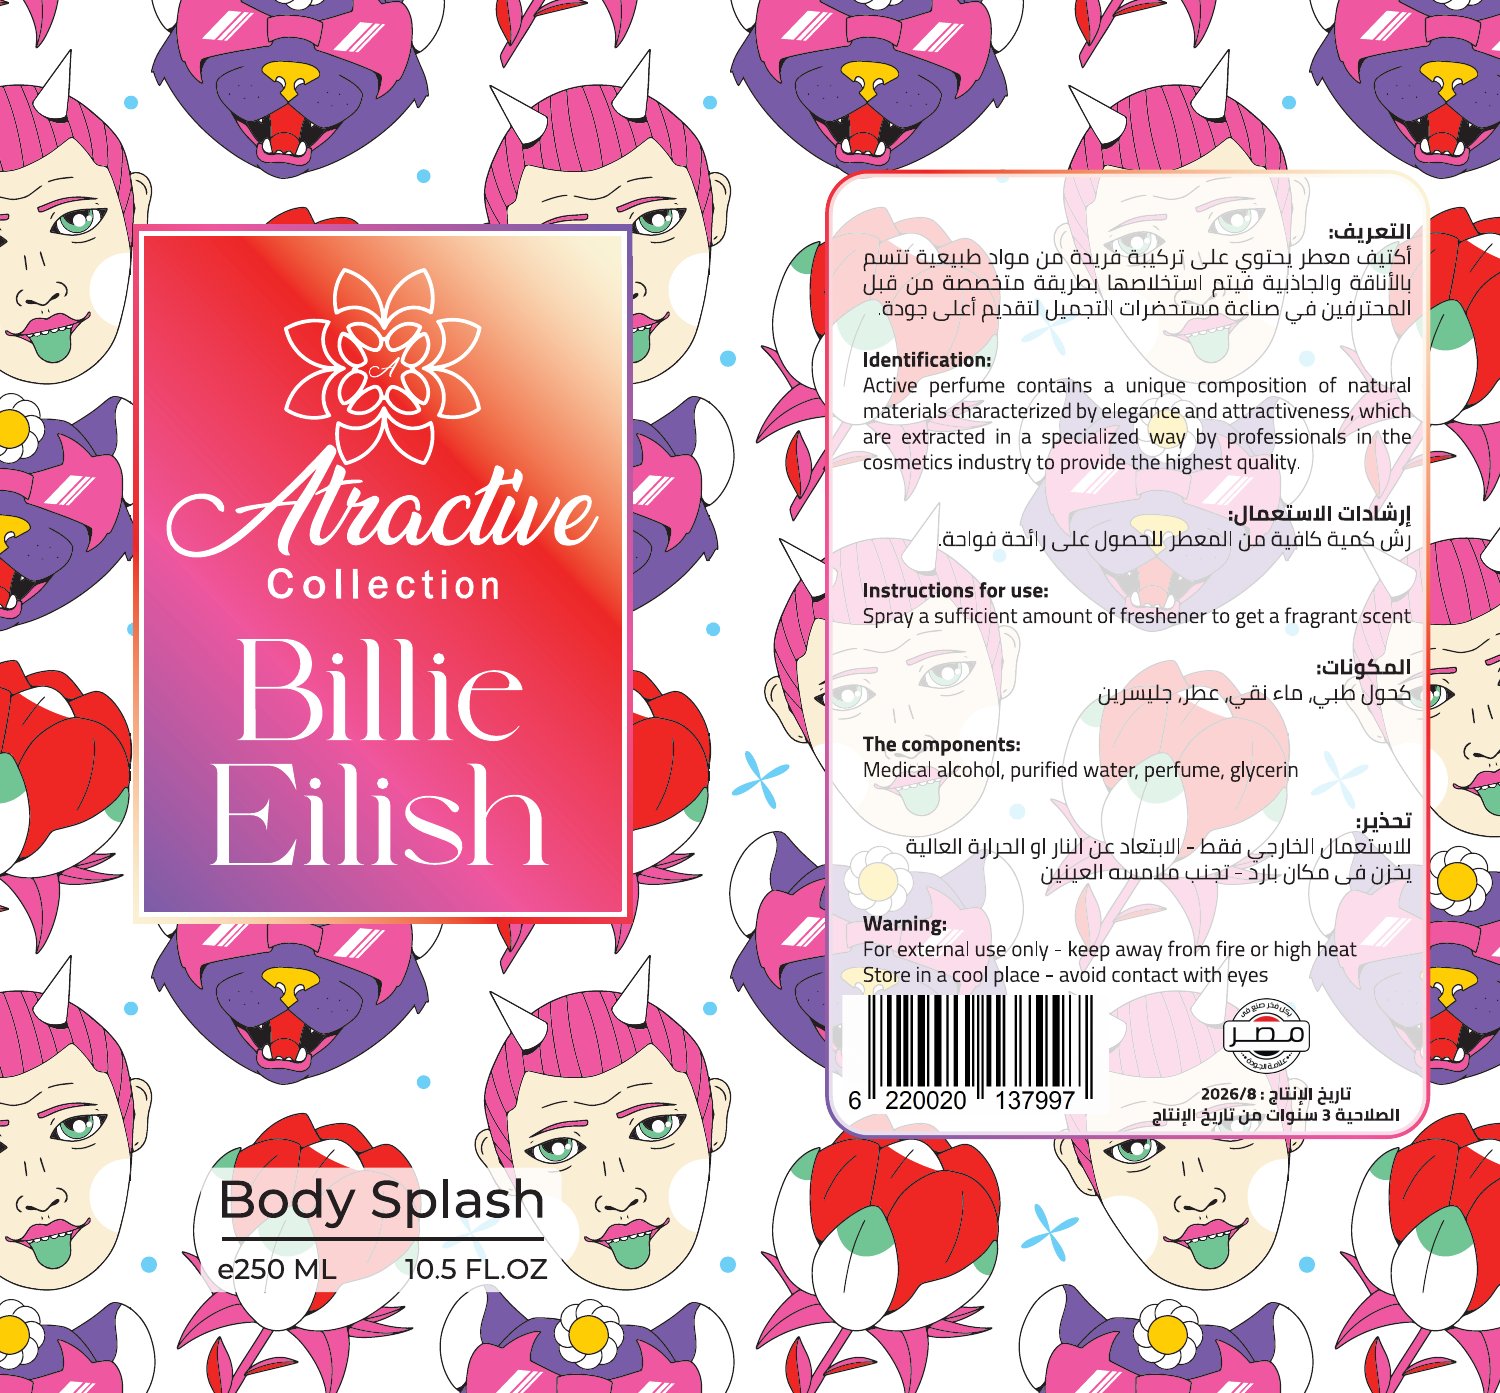 A
Atractive
Collection
Billie
Eilish
Body Splash
e250 ML 10.5 FL.OZ
التعريف:
أكتيف معطر يحتوي على تركيبة فريدة من مواد طبيعية تتسم
بالأناقة والجاذبية فيتم استخلاصها بطريقة متخصصة من قبل
المحترفين في صناعة مستحضرات التجميل لتقديم أعلى جودة.
Identification:
Active perfume contains a unique composition of natural
materials characterized by elegance and attractiveness, which
are extracted in a specialized way by professionals in the
cosmetics industry to provide the highest quality.
إرشادات الاستعمال:
رش كمية كافية من المعطر للحصول على رائحة فواحة.
Instructions for use:
Spray a sufficient amount of freshener to get a fragrant scent
المكونات:
كحول طبي, ماء نقي, عطر, جليسرين
The components:
Medical alcohol, purified water, perfume, glycerin
تحذير:
للاستعمال الخارجي فقط - الابتعاد عن النار او الحرارة العالية
يخزن فى مكان بارد - تجنب ملامسه العينين
Warning:
For external use only - keep away from fire or high heat
Store in a cool place - avoid contact with eyes
6 220020 137997
بكل فخر صنع فى
مصر
علامة الجودة
تاريخ الإنتاج : 2026/8
الصلاحية 3 سنوات من تاريخ الإنتاج